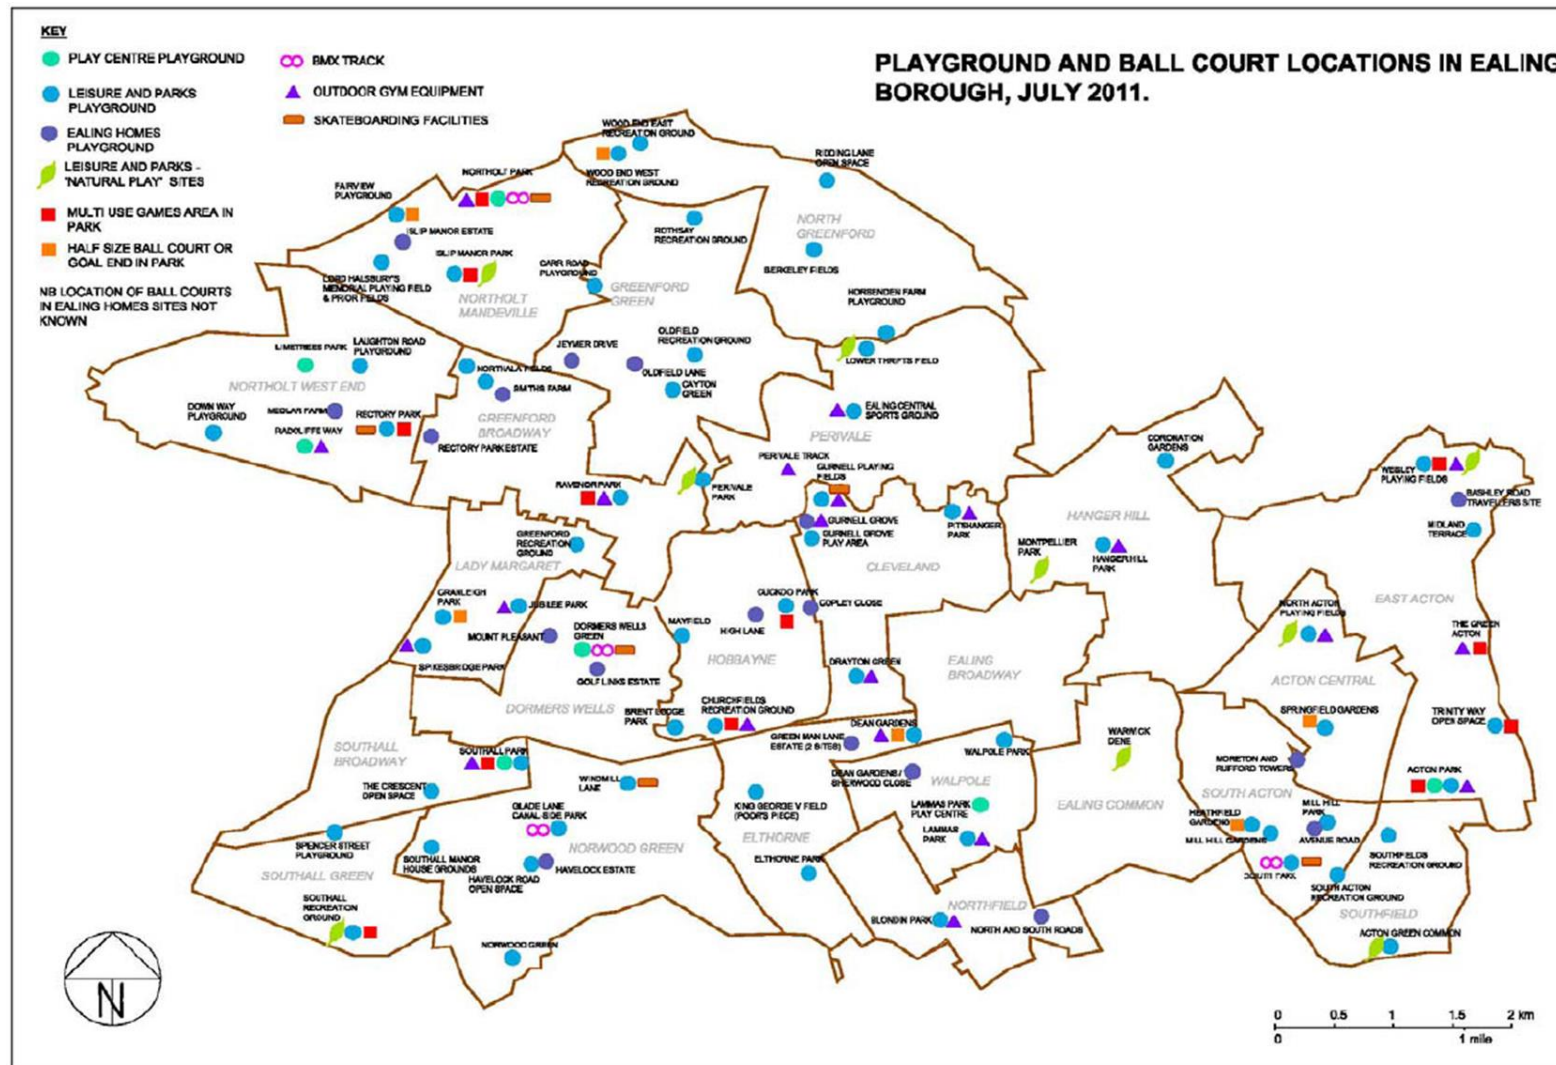 KEY
PLAY CENTRE PLAYGROUND
LEISURE AND PARKS
PLAYGROUND
EALING HOMES
PLAYGROUND
LEISURE AND PARKS -
'NATURAL PLAY' SITES
MULTI USE GAMES AREA IN
PARK
HALF SIZE BALL COURT OR
GOAL END IN PARK
NB LOCATION OF BALL COURTS
IN EALING HOMES SITES NOT
KNOWN
BMX TRACK
OUTDOOR GYM EQUIPMENT
SKATEBOARDING FACILITIES
PLAYGROUND AND BALL COURT LOCATIONS IN EALING
BOROUGH, JULY 2011.
WOOD END EAST
RECREATION GROUND
WOOD END WEST
RECREATION GROUND
RIDDING LANE
OPEN SPACE
NORTHOLT PARK
FAIRVIEW
PLAYGROUND
ISLIP MANOR ESTATE
ISLIP MANOR PARK
LORD HALSBURY'S
MEMORIAL PLAYING FIELD
& PRIOR FIELDS
NORTHOLT
MANDEVILLE
CARR ROAD
PLAYGROUND
ROTHSAY
RECREATION GROUND
GREENFORD
GREEN
NORTH
GREENFORD
BERKELEY FIELDS
HORSENDEN FARM
PLAYGROUND
LOWER THRIFTS FIELD
LIMETREES PARK
LAUGHTON ROAD
PLAYGROUND
NORTHOLT WEST END
DOWN WAY
PLAYGROUND
MEDLAR FARM
RECTORY PARK
RADCLIFFE WAY
NORTHALA FIELDS
SMITHS FARM
GREENFORD
BROADWAY
RECTORY PARK ESTATE
JEYMER DRIVE
OLDFIELD
RECREATION GROUND
OLDFIELD LANE
CAYTON
GREEN
EALING CENTRAL
SPORTS GROUND
PERIVALE
PERIVALE TRACK
GURNELL PLAYING
FIELDS
PERIVALE
PARK
RAVENOR PARK
GURNELL GROVE
GURNELL GROVE
PLAY AREA
PITSHANGER
PARK
CORONATION
GARDENS
HANGER HILL
MONTPELLIER
PARK
HANGER HILL
PARK
WESLEY
PLAYING FIELDS
BASHLEY ROAD
TRAVELLERS SITE
MIDLAND
TERRACE
GREENFORD
RECREATION
GROUND
LADY MARGARET
CRANLEIGH
PARK
JUBILEE PARK
MOUNT PLEASANT
SPIKESBRIDGE PARK
DORMERS WELLS
GREEN
GOLF LINKS ESTATE
DORMERS WELLS
MAYFIELD
CUCKOO PARK
HIGH LANE
COPLEY CLOSE
HOBBAYNE
CLEVELAND
DRAYTON GREEN
EALING
BROADWAY
NORTH ACTON
PLAYING FIELDS
EAST ACTON
THE GREEN
ACTON
ACTON CENTRAL
SPRINGFIELD GARDENS
TRINITY WAY
OPEN SPACE
BRENT LODGE
PARK
CHURCHFIELDS
RECREATION GROUND
GREEN MAN LANE
ESTATE (2 SITES)
DEAN GARDENS
WALPOLE PARK
WARWICK
DENE
MORETON AND
RUFFORD TOWERS
ACTON PARK
SOUTHALL
BROADWAY
SOUTHALL PARK
THE CRESCENT
OPEN SPACE
WINDMILL
LANE
GLADE LANE
CANAL-SIDE PARK
KING GEORGE V FIELD
(POOR'S PIECE)
ELTHORNE
ELTHORNE PARK
DEAN GARDENS /
SHERWOOD CLOSE
WALPOLE
LAMMAS PARK
PLAY CENTRE
LAMMAS
PARK
EALING COMMON
SOUTH ACTON
HEATHFIELD
GARDENS
MILL HILL GARDENS
MILL HILL
PARK
AVENUE ROAD
SOUTH PARK
SOUTHFIELDS
RECREATION GROUND
SOUTH ACTON
RECREATION GROUND
SOUTHFIELD
ACTON GREEN COMMON
SPENCER STREET
PLAYGROUND
SOUTHALL GREEN
SOUTHALL MANOR
HOUSE GROUNDS
HAVELOCK ROAD
OPEN SPACE
HAVELOCK ESTATE
NORWOOD GREEN
SOUTHALL
RECREATION
GROUND
NORWOOD GREEN
BLONDIN PARK
NORTHFIELD
NORTH AND SOUTH ROADS
N
0 0.5 1 1.5 2 km
0 1 mile